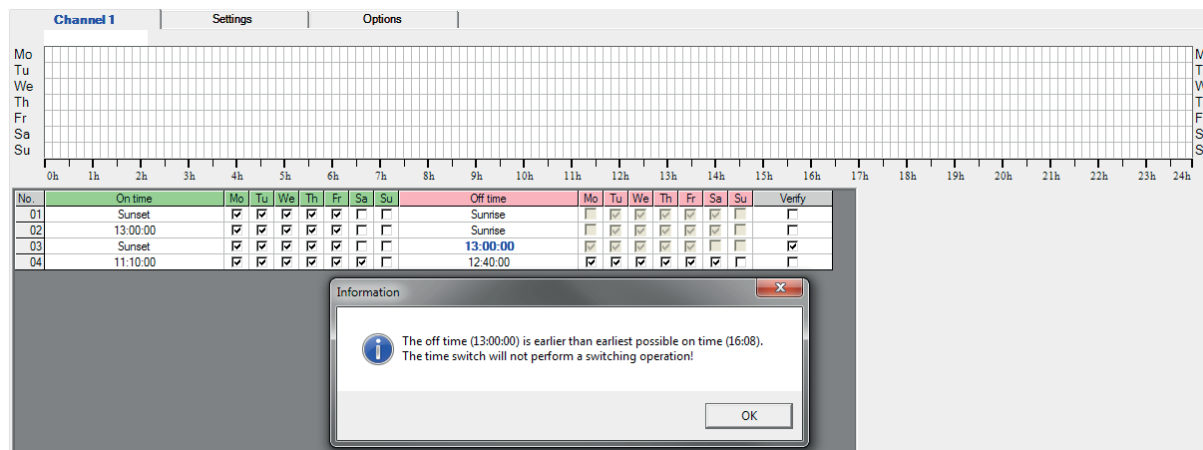 Channel 1 Settings Options
Mo M
Tu T
We W
Th T
Fr F
Sa S
Su S
0h 1h 2h 3h 4h 5h 6h 7h 8h 9h 10h 11h 12h 13h 14h 15h 16h 17h 18h 19h 20h 21h 22h 23h 24h
No. On time Mo Tu We Th Fr Sa Su Off time Mo Tu We Th Fr Sa Su Verify
01 Sunset Sunrise
02 13:00:00 Sunrise
03 Sunset 13:00:00
04 11:10:00 12:40:00
Information
The off time (13:00:00) is earlier than earliest possible on time (16:08).
The time switch will not perform a switching operation!
OK